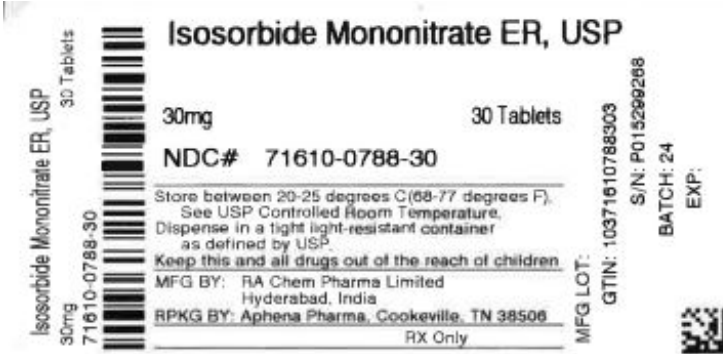 Isosorbide Mononitrate ER, USP
30mg 30 Tablets
NDC# 71610-0788-30
Store between 20-25 degrees C(68-77 degrees F).
See USP Controlled Room Temperature.
Dispense in a tight light-resistant container
as defined by USP.
Keep this and all drugs out of the reach of children
MFG BY: RA Chem Pharma Limited
Hyderabad, India
RPKG BY: Aphena Pharma, Cookeville, TN 38506
RX Only
Isosorbide Mononitrate ER, USP
30mg 30 Tablets
71610-0788-30
MFG LOT:
GTIN: 10371610788303
S/N: P015299268
BATCH: 24
EXP: